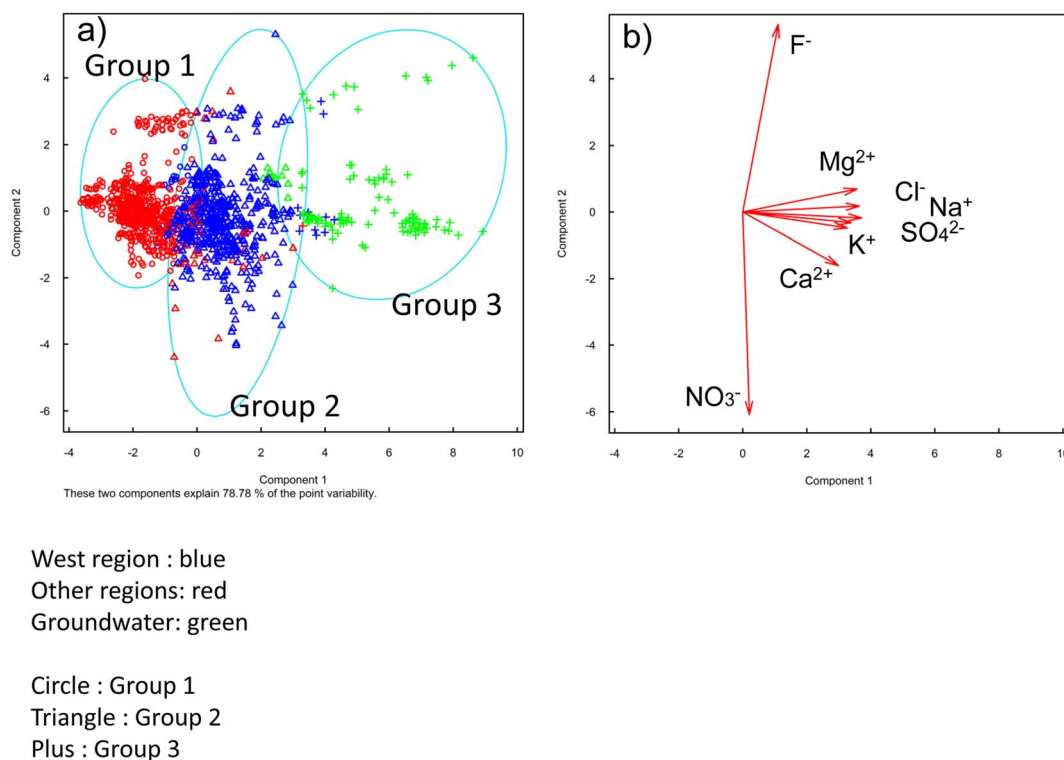 a)
Group 1
Group 2
Group 3
4
2
0
-2
-4
-6
Component 2
-4 -2 0 2 4 6 8 10
Component 1
These two components explain 78.78 % of the point variability.
b)
F⁻
Mg²⁺
Cl⁻
Na⁺
SO₄²⁻
K⁺
Ca²⁺
NO₃⁻
4
2
0
-2
-4
-6
Component 2
-4 -2 0 2 4 6 8 10
Component 1
West region : blue
Other regions: red
Groundwater: green
Circle : Group 1
Triangle : Group 2
Plus : Group 3